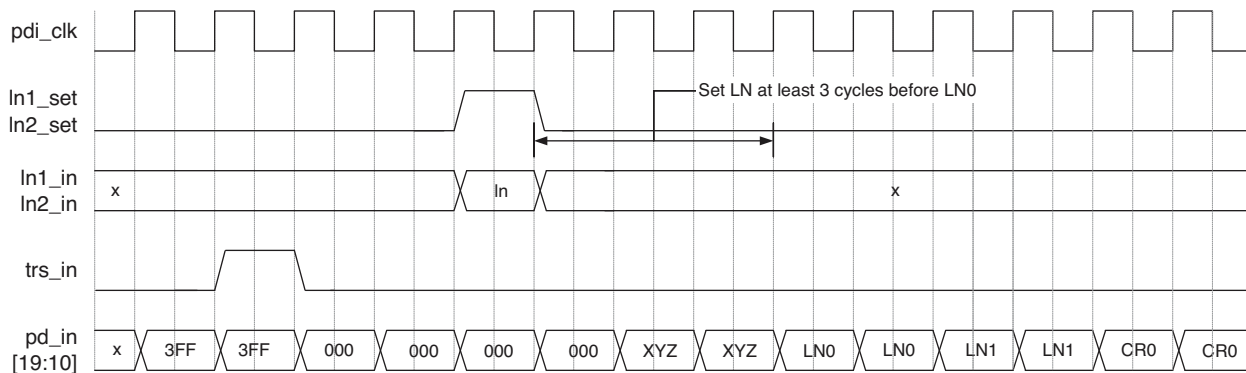 pdi_clk
ln1_set
ln2_set
Set LN at least 3 cycles before LN0
ln1_in
ln2_in
x ln x
trs_in
pd_in
[19:10]
x 3FF 3FF 000 000 000 000 XYZ XYZ LN0 LN0 LN1 LN1 CR0 CR0